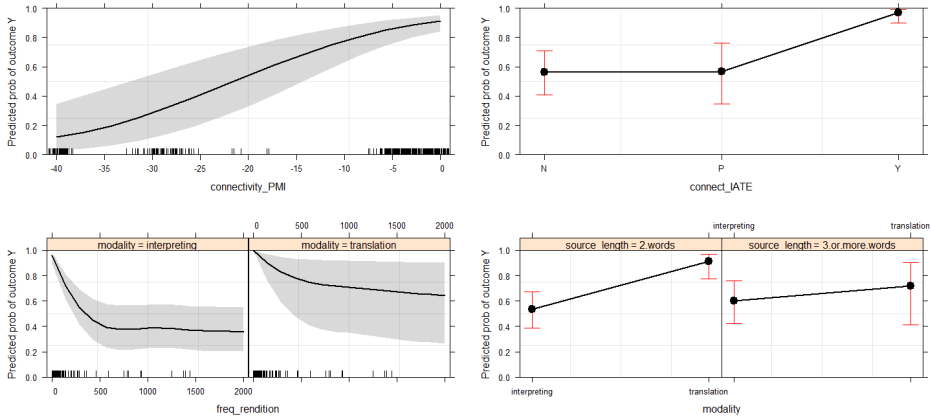 Predicted prob of outcome Y
1.0
0.8
0.6
0.4
0.2
0.0
-40 -30 -25 -20 -15 -10 -5 0
connectivity_PMI
Predicted prob of outcome Y
1.0
0.8
0.6
0.4
0.2
0.0
N P Y
connect_IATE
0 500 1000 1500 2000
modality = interpreting modality = translation
Predicted prob of outcome Y
1.0
0.8
0.6
0.4
0.2
0.0
0 500 1000 1500 2000
freq_rendition
interpreting translation
source_length = 2.words source_length = 3.or.more.words
Predicted prob of outcome Y
1.0
0.8
0.6
0.4
0.2
0.0
interpreting translation
modality